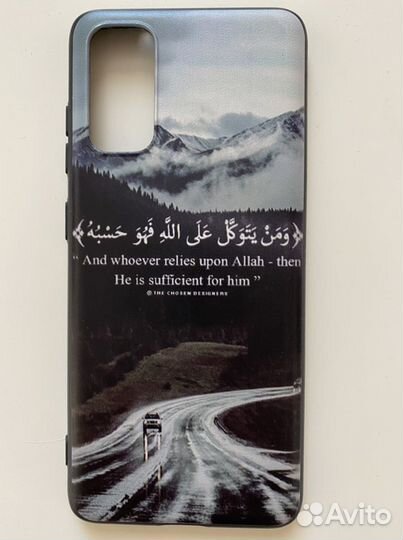 ﴿وَمَنْ يَتَوَكَّلْ عَلَى اللَّهِ فَهُوَ حَسْبُهُ﴾
“ And whoever relies upon Allah - then
He is sufficient for him ”
© THE CHOSEN DESIGNERS
Avito